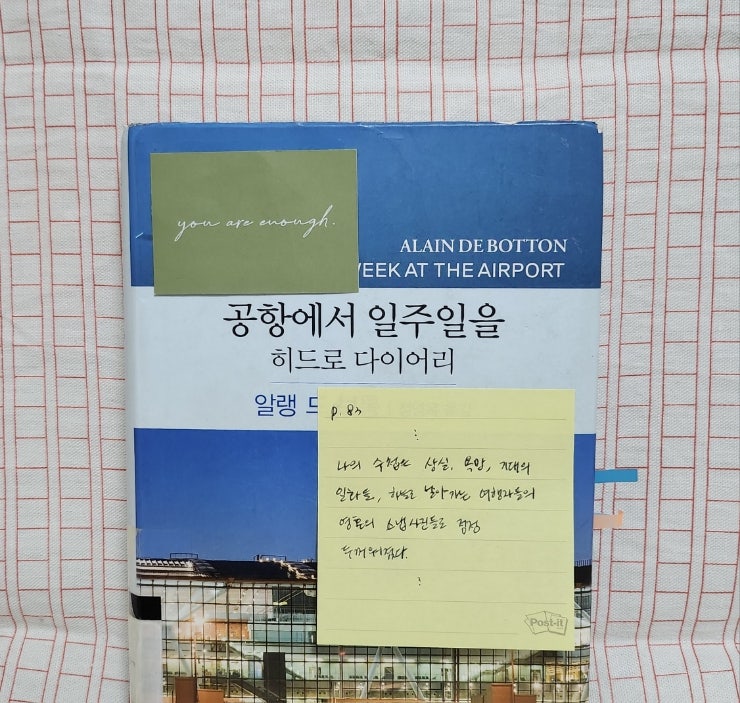 you are enough.
ALAIN DE BOTTON
WEEK AT THE AIRPORT
공항에서 일주일을
히드로 다이어리
알랭 드
p. 83
⋮
나의 수첩은 상실, 욕망, 기대의
일화들, 하늘로 날아가는 여행자들의
영혼의 스냅사진들로 점점
두꺼워졌다.
⋮
Post-it